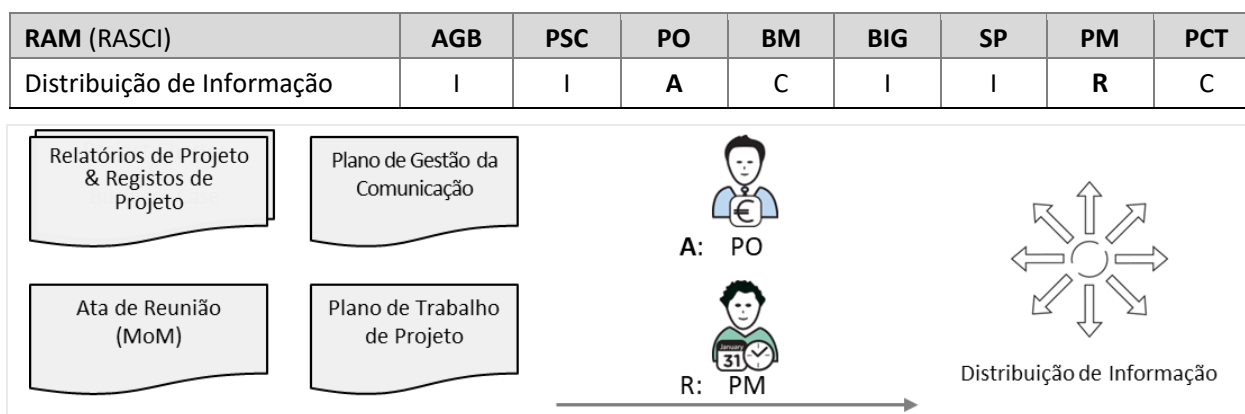 RAM (RASCI) AGB PSC PO BM BIG SP PM PCT
Distribuição de Informação I I A C I I R C
Relatórios de Projeto
& Registos de
Projeto
Plano de Gestão da
Comunicação
€
A: PO
Ata de Reunião
(MoM)
Plano de Trabalho
de Projeto
January
31
R: PM
Distribuição de Informação